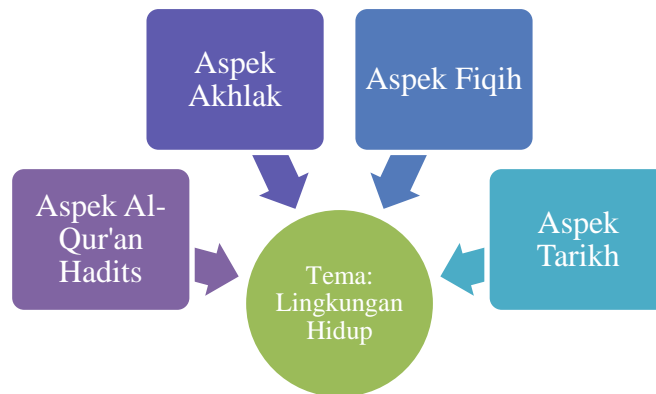 Aspek
Akhlak
Aspek Fiqih
Aspek Al-
Qur'an
Hadits
Aspek
Tarikh
Tema:
Lingkungan
Hidup